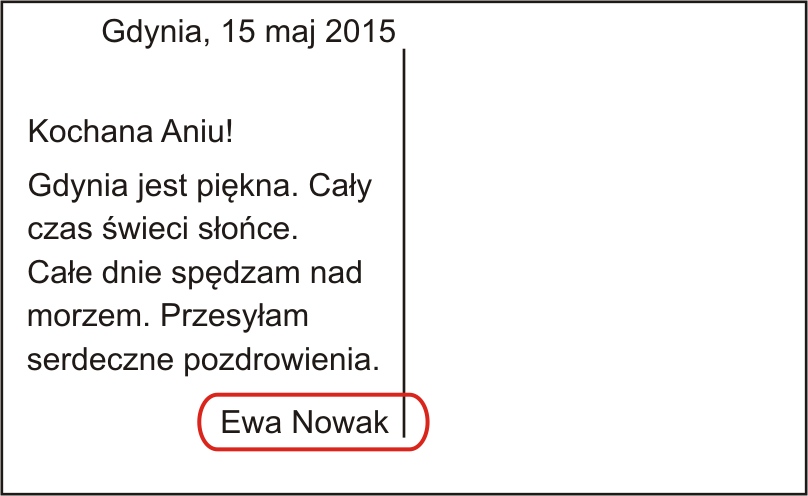 Gdynia, 15 maj 2015
Kochana Aniu!
Gdynia jest piękna. Cały
czas świeci słońce.
Całe dnie spędzam nad
morzem. Przesyłam
serdeczne pozdrowienia.
Ewa Nowak